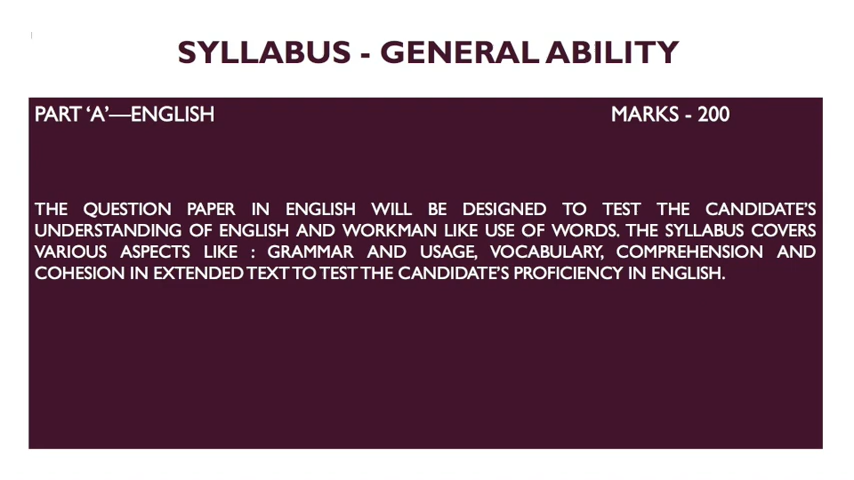 SYLLABUS - GENERAL ABILITY
PART ‘A’—ENGLISH MARKS - 200
THE QUESTION PAPER IN ENGLISH WILL BE DESIGNED TO TEST THE CANDIDATE’S
UNDERSTANDING OF ENGLISH AND WORKMAN LIKE USE OF WORDS. THE SYLLABUS COVERS
VARIOUS ASPECTS LIKE : GRAMMAR AND USAGE, VOCABULARY, COMPREHENSION AND
COHESION IN EXTENDED TEXT TO TEST THE CANDIDATE’S PROFICIENCY IN ENGLISH.